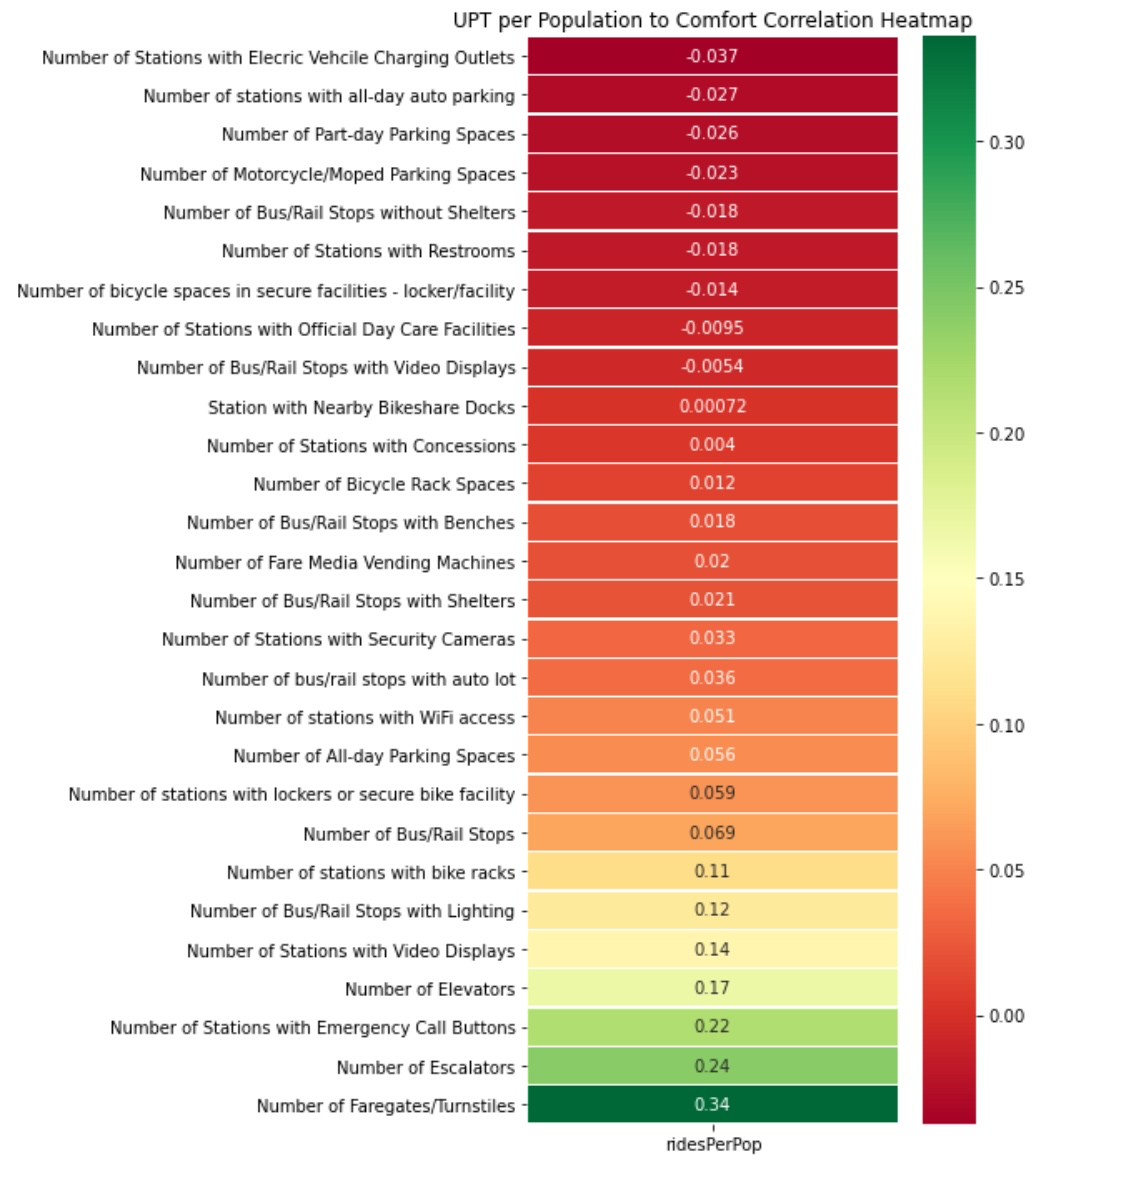 UPT per Population to Comfort Correlation Heatmap
Number of Stations with Elecric Vehcile Charging Outlets -0.037
Number of stations with all-day auto parking -0.027
Number of Part-day Parking Spaces -0.026
Number of Motorcycle/Moped Parking Spaces -0.023
Number of Bus/Rail Stops without Shelters -0.018
Number of Stations with Restrooms -0.018
Number of bicycle spaces in secure facilities - locker/facility -0.014
Number of Stations with Official Day Care Facilities -0.0095
Number of Bus/Rail Stops with Video Displays -0.0054
Station with Nearby Bikeshare Docks 0.00072
Number of Stations with Concessions 0.004
Number of Bicycle Rack Spaces 0.012
Number of Bus/Rail Stops with Benches 0.018
Number of Fare Media Vending Machines 0.02
Number of Bus/Rail Stops with Shelters 0.021
Number of Stations with Security Cameras 0.033
Number of bus/rail stops with auto lot 0.036
Number of stations with WiFi access 0.051
Number of All-day Parking Spaces 0.056
Number of stations with lockers or secure bike facility 0.059
Number of Bus/Rail Stops 0.069
Number of stations with bike racks 0.11
Number of Bus/Rail Stops with Lighting 0.12
Number of Stations with Video Displays 0.14
Number of Elevators 0.17
Number of Stations with Emergency Call Buttons 0.22
Number of Escalators 0.24
Number of Faregates/Turnstiles 0.34
ridesPerPop
0.30
0.25
0.20
0.15
0.10
0.05
0.00